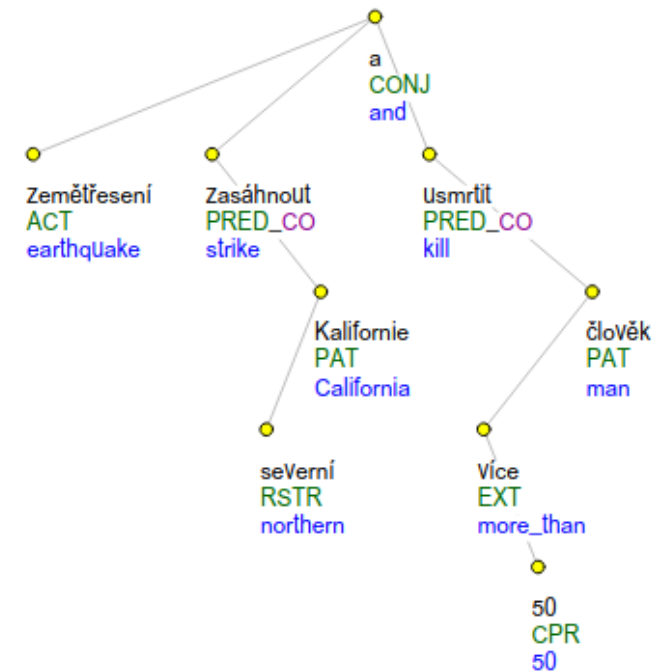 a
CONJ
and
Zemětřesení
ACT
earthqUake
Zasáhnout
PRED_CO
strike
Usmrtit
PRED_CO
kill
Kalifornie
PAT
California
člověk
PAT
man
seVerní
RSTR
northern
Více
EXT
more_than
50
CPR
50